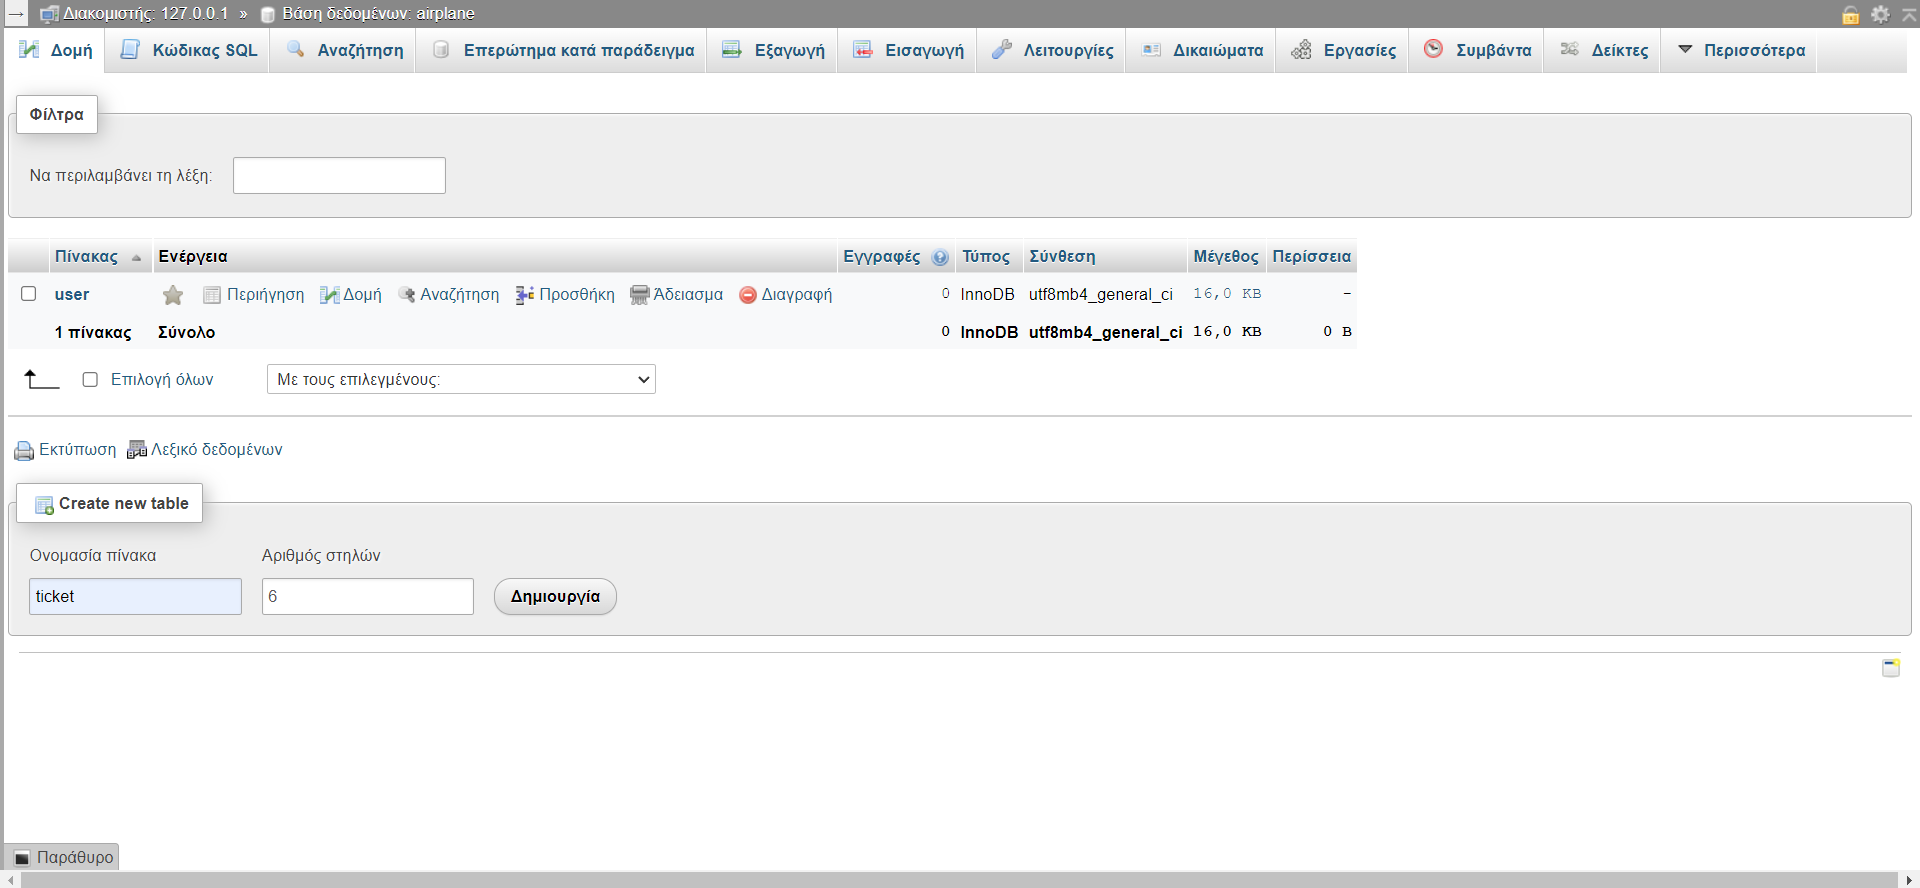 Διακομιστής: 127.0.0.1 » Βάση δεδομένων: airplane
Δομή Κώδικας SQL Αναζήτηση Επερώτημα κατά παράδειγμα Εξαγωγή Εισαγωγή Λειτουργίες Δικαιώματα Εργασίες Συμβάντα Δείκτες Περισσότερα
Φίλτρα
Να περιλαμβάνει τη λέξη:
Πίνακας Ενέργεια Εγγραφές Τύπος Σύνθεση Μέγεθος Περίσσεια
user Περιήγηση Δομή Αναζήτηση Προσθήκη Άδειασμα Διαγραφή 0 InnoDB utf8mb4_general_ci 16,0 KB -
1 πίνακας Σύνολο 0 InnoDB utf8mb4_general_ci 16,0 KB 0 B
Επιλογή όλων Με τους επιλεγμένους:
Εκτύπωση Λεξικό δεδομένων
Create new table
Ονομασία πίνακα Αριθμός στηλών
ticket 6 Δημιουργία
Παράθυρο